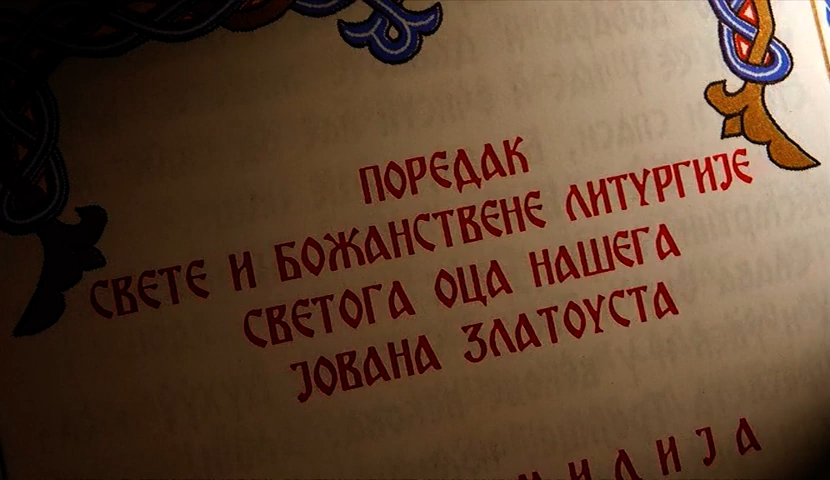 ПОРЕДАК
СВЕТЕ И БОЖАНСТВЕНЕ ЛИТУРГИЈЕ
СВЕТОГА ОЦА НАШЕГА
ЈОВАНА ЗЛАТОУСТА